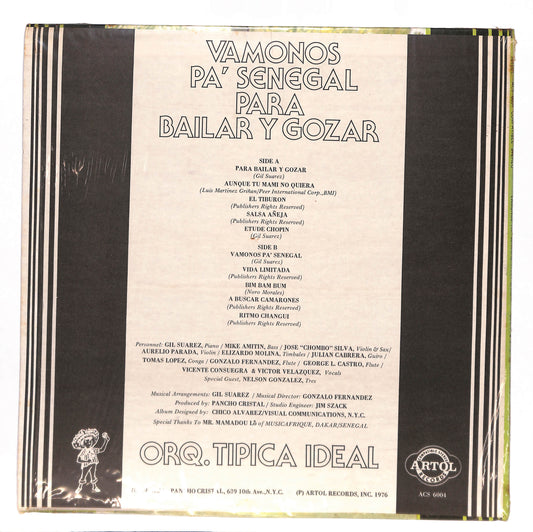 VAMONOS
PA' SENEGAL
PARA
BAILAR Y GOZAR
SIDE A
PARA BAILAR Y GOZAR
(Gil Suarez)
AUNQUE TU MAMI NO QUIERA
(Luis Martinez Griñan/Peer International Corp.,BMI)
EL TIBURON
(Publishers Rights Reserved)
SALSA AÑEJA
(Publishers Rights Reserved)
ETUDE CHOPIN
(Gil Suarez)
SIDE B
VAMONOS PA' SENEGAL
(Gil Suarez)
VIDA LIMITADA
(Publishers Rights Reserved)
BIM BAM BUM
(Noro Morales)
A BUSCAR CAMARONES
(Publishers Rights Reserved)
RITMO CHANGUI
(Publishers Rights Reserved)
Personnel: GIL SUAREZ, Piano / MIKE AMITIN, Bass / JOSE "CHOMBO" SILVA, Violin & Sax/
AURELIO PARADA, Violin / ELIZARDO MOLINA, Timbales / JULIAN CABRERA, Guiro /
TOMAS LOPEZ, Conga / GONZALO FERNANDEZ, Flute / GEORGE L. CASTRO, Flute /
VICENTE CONSUEGRA & VICTOR VELAZQUEZ, Vocals
Special Guest, NELSON GONZALEZ, Tres
Musical Arrangements: GIL SUAREZ / Musical Director: GONZALO FERNANDEZ
Produced by: PANCHO CRISTAL / Studio Engineer: JIM SZACK
Album Designed by: CHICO ALVAREZ/VISUAL COMMUNICATIONS, N.Y.C.
Special Thanks To MR. MAMADOU Lô of MUSICAFRIQUE, DAKAR/SENEGAL
ORQ. TIPICA IDEAL
CRISTAL, 629 10th Ave., N.Y.C. (P) ARTOL RECORDS, INC. 1976
ARTOL
RECORDS
ACS 6004